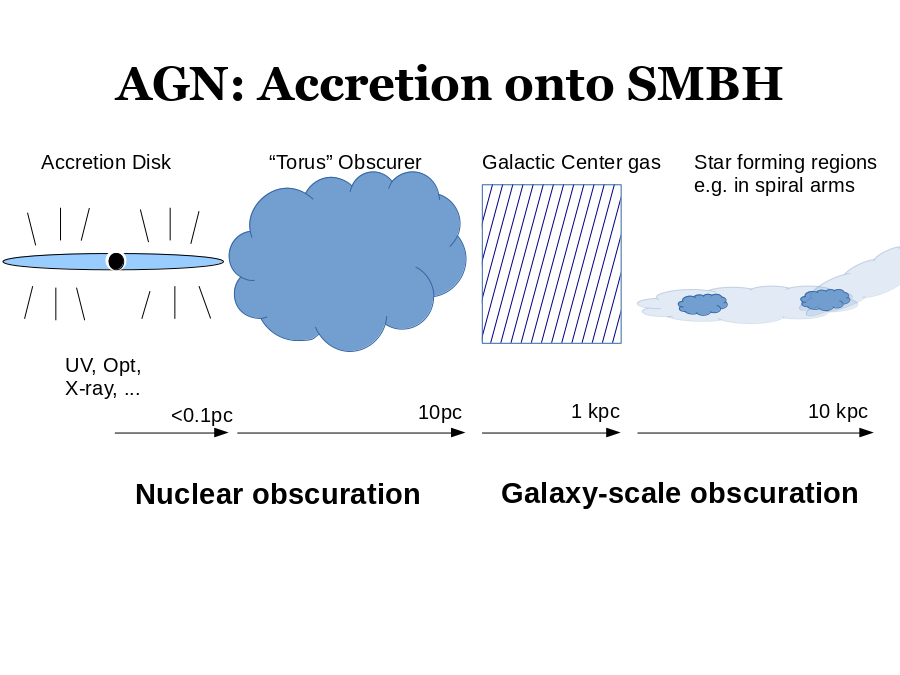 AGN: Accretion onto SMBH
Accretion Disk
“Torus” Obscurer
Galactic Center gas
Star forming regions
e.g. in spiral arms
UV, Opt,
X-ray, ...
<0.1pc
10pc
1 kpc
10 kpc
Nuclear obscuration
Galaxy-scale obscuration